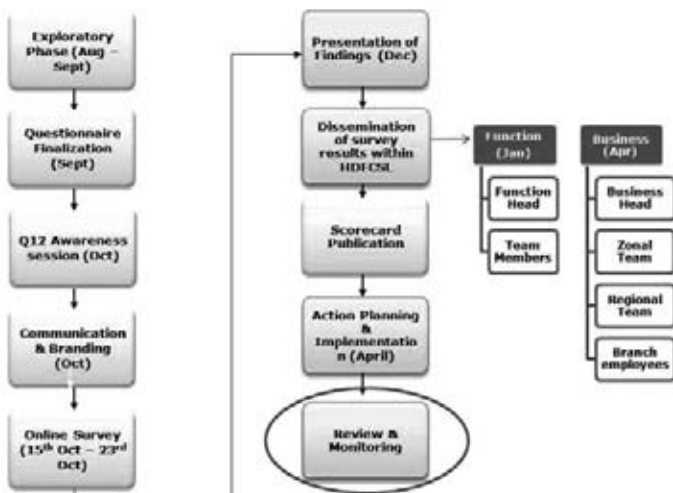 Exploratory
Phase (Aug –
Sept)
Questionnaire
Finalization
(Sept)
Q12 Awareness
session (Oct)
Communication
& Branding
(Oct)
Online Survey
(15th Oct – 23rd
Oct)
Presentation of
Findings (Dec)
Dissemination
of survey
results within
HDFCSL
Scorecard
Publication
Action Planning
&
Implementatio
n (April)
Review &
Monitoring
Function
(Jan)
Function
Head
Team
Members
Business
(Apr)
Business
Head
Zonal
Team
Regional
Team
Branch
employees